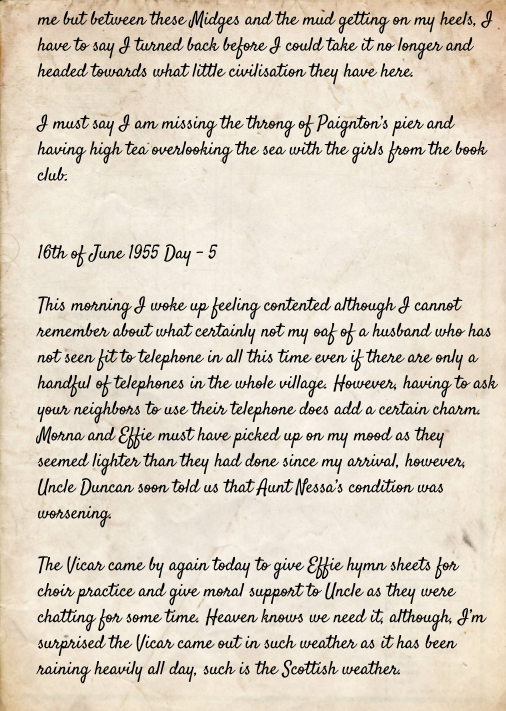 me but between these Midges and the mud getting on my heels, I
have to say I turned back before I could take it no longer and
headed towards what little civilisation they have here.
I must say I am missing the throng of Paignton's pier and
having high tea overlooking the sea with the girls from the book
club.
16th of June 1955 Day - 5
This morning I woke up feeling contented although I cannot
remember about what certainly not my oaf of a husband who has
not seen fit to telephone in all this time even if there are only a
handful of telephones in the whole village. However, having to ask
your neighbors to use their telephone does add a certain charm.
Morna and Effie must have picked up on my mood as they
seemed lighter than they had done since my arrival, however,
Uncle Duncan soon told us that Aunt Nessa's condition was
worsening.
The Vicar came by again today to give Effie hymn sheets for
choir practice and give moral support to Uncle as they were
chatting for some time. Heaven knows we need it, although, I'm
surprised the Vicar came out in such weather as it has been
raining heavily all day, such is the Scottish weather.